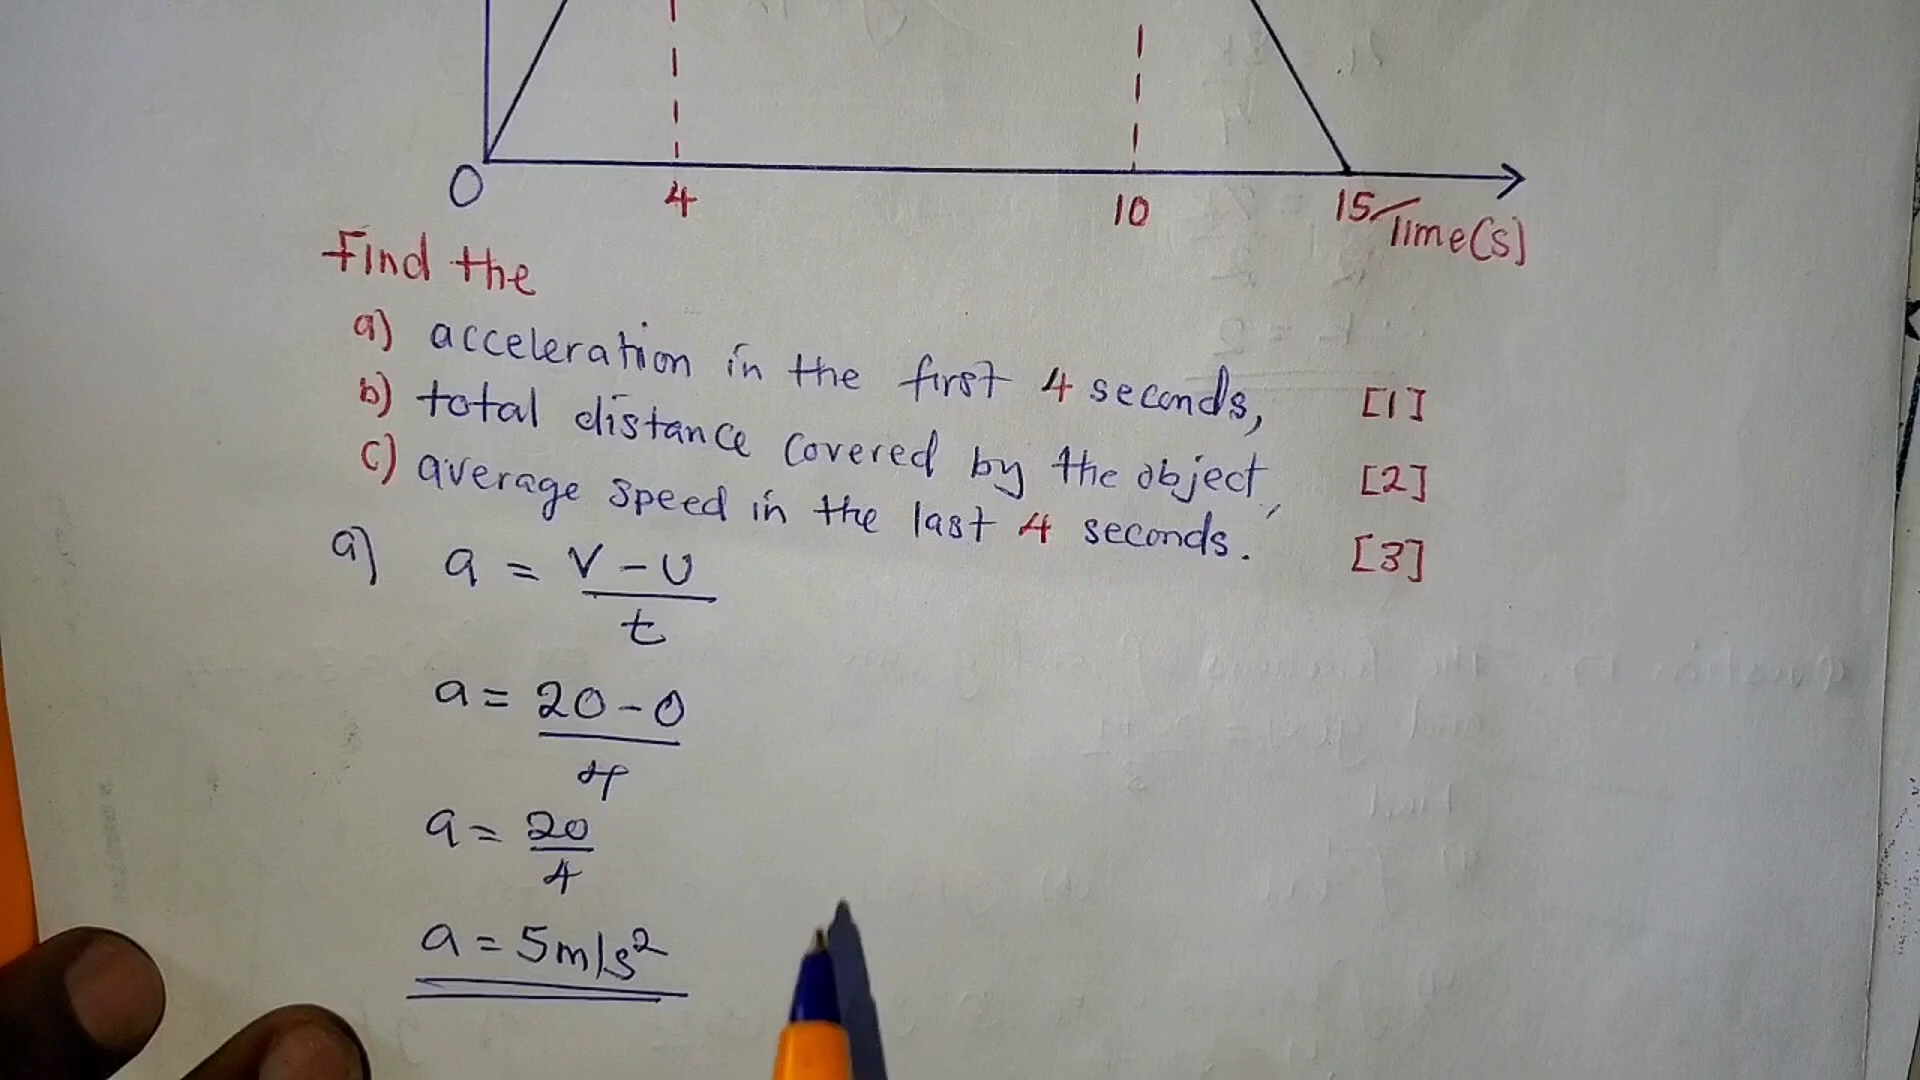 0 4 10 15 Time(s)
Find the
a) acceleration in the first 4 seconds, [1]
b) total distance covered by the object, [2]
c) average speed in the last 4 seconds. [3]
a) a = v - u
t
a = 20 - 0
4
a = 20
4
a = 5m/s²